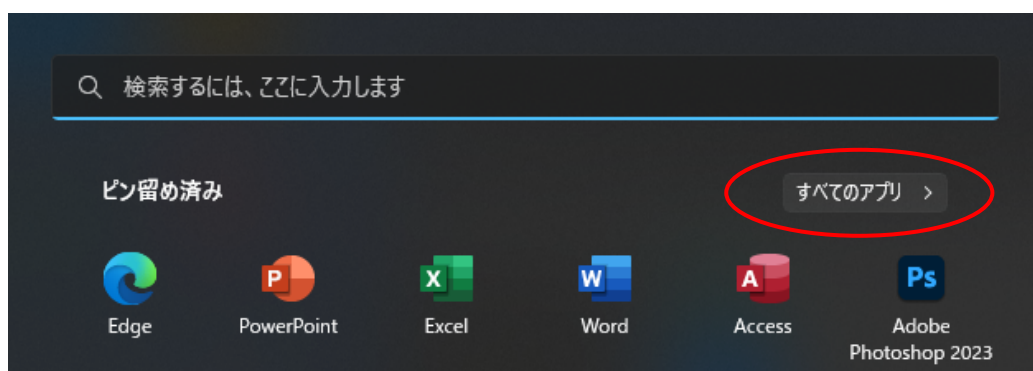 検索するには、ここに入力します
ピン留め済み
すべてのアプリ >
Edge
PowerPoint
Excel
Word
Access
Adobe
Photoshop 2023